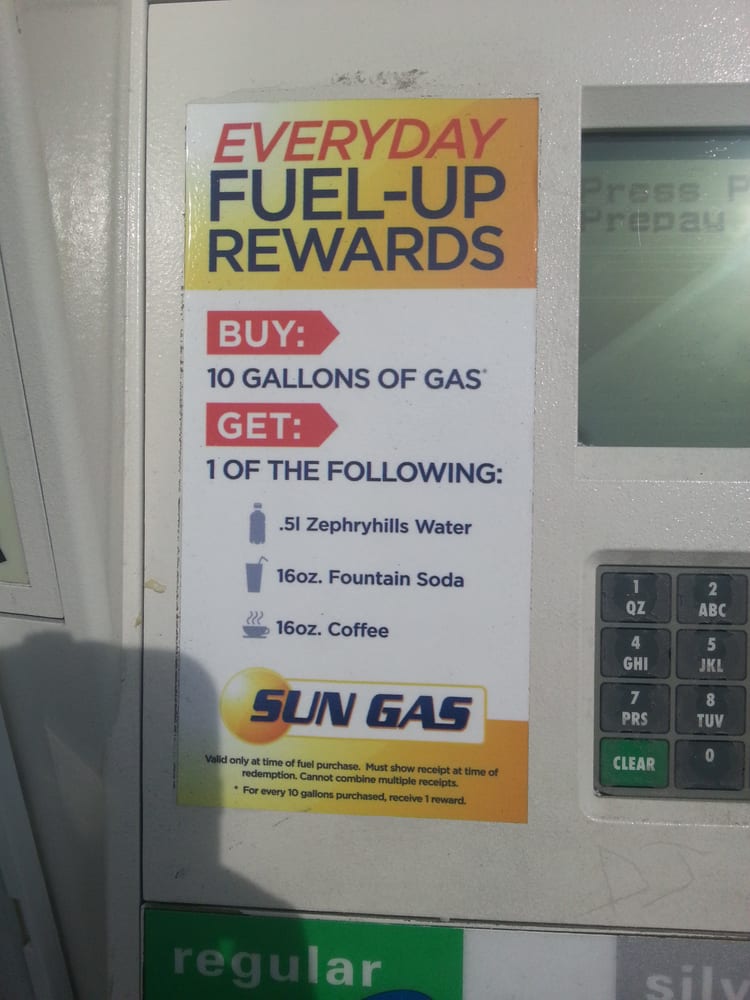 EVERYDAY
FUEL-UP
REWARDS
BUY:
10 GALLONS OF GAS*
GET:
1 OF THE FOLLOWING:
.5l Zephryhills Water
16oz. Fountain Soda
16oz. Coffee
SUN GAS
Valid only at time of fuel purchase. Must show receipt at time of
redemption. Cannot combine multiple receipts.
* For every 10 gallons purchased, receive 1 reward.
Press P
Prepay
1 2
QZ ABC
4 5
GHI JKL
7 8
PRS TUV
CLEAR 0
regular
silv